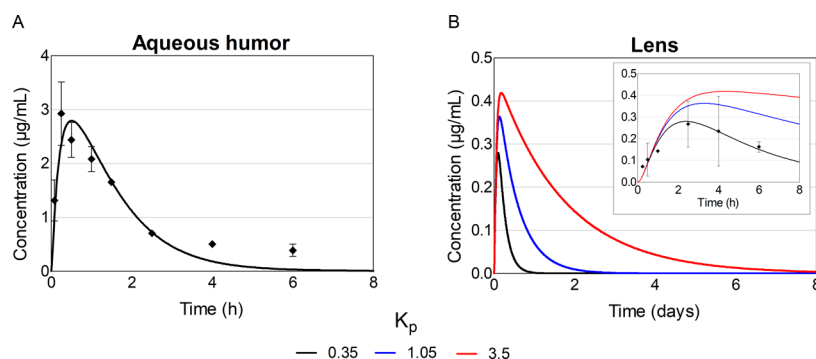 A
Aqueous humor
Concentration (µg/mL)
4
3
2
1
0
0 2 4 6 8
Time (h)
B
Lens
Concentration (µg/mL)
0.5
0.4
0.3
0.2
0.1
0.0
0 2 4 6 8
Time (days)
0.5
0.4
0.3
0.2
0.1
0.0
0 2 4 6 8
Time (h)
Kp
0.35 1.05 3.5